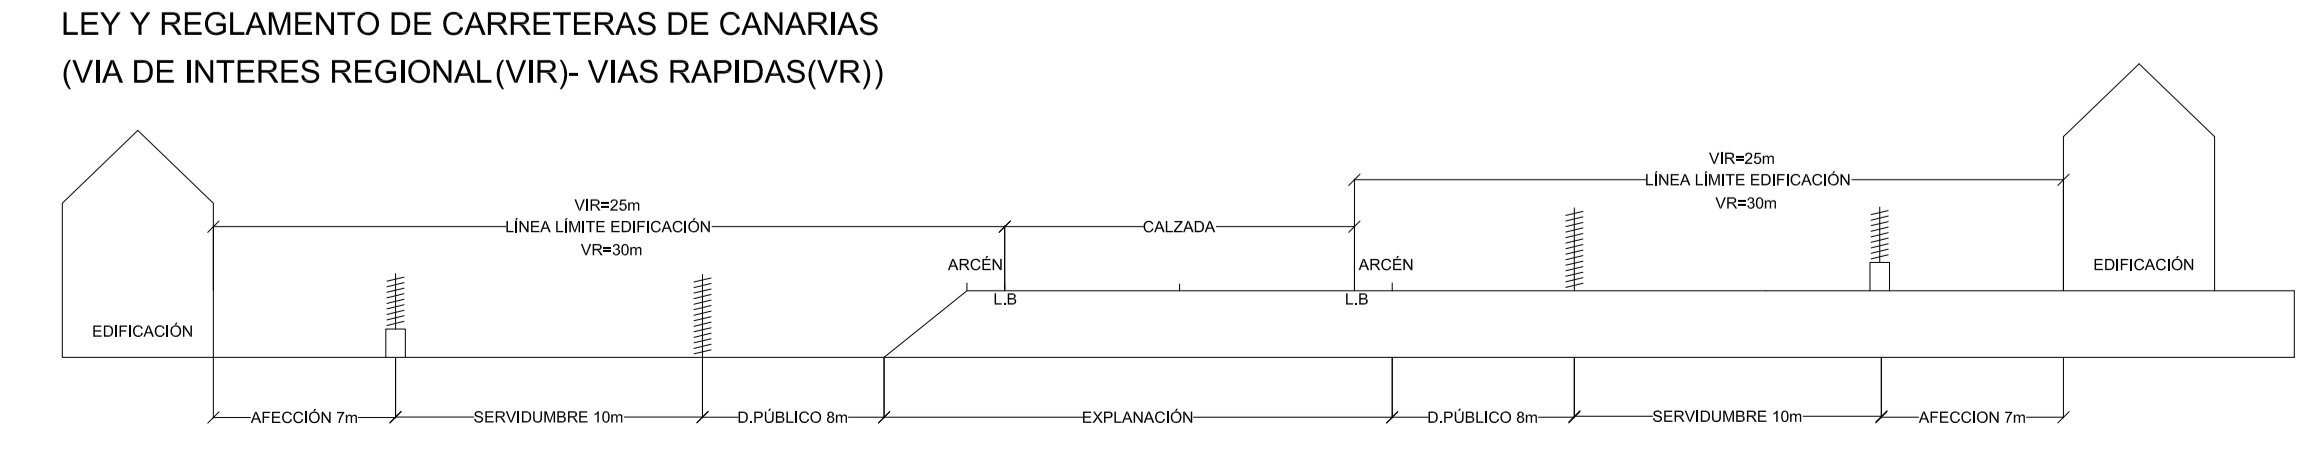 LEY Y REGLAMENTO DE CARRETERAS DE CANARIAS
(VIA DE INTERES REGIONAL(VIR)- VIAS RAPIDAS(VR))
VIR=25m
LÍNEA LÍMITE EDIFICACIÓN
VR=30m
VIR=25m
LÍNEA LÍMITE EDIFICACIÓN
VR=30m
CALZADA
ARCÉN
ARCÉN
EDIFICACIÓN
L.B
L.B
EDIFICACIÓN
AFECCIÓN 7m
SERVIDUMBRE 10m
D.PÚBLICO 8m
EXPLANACIÓN
D.PÚBLICO 8m
SERVIDUMBRE 10m
AFECCION 7m